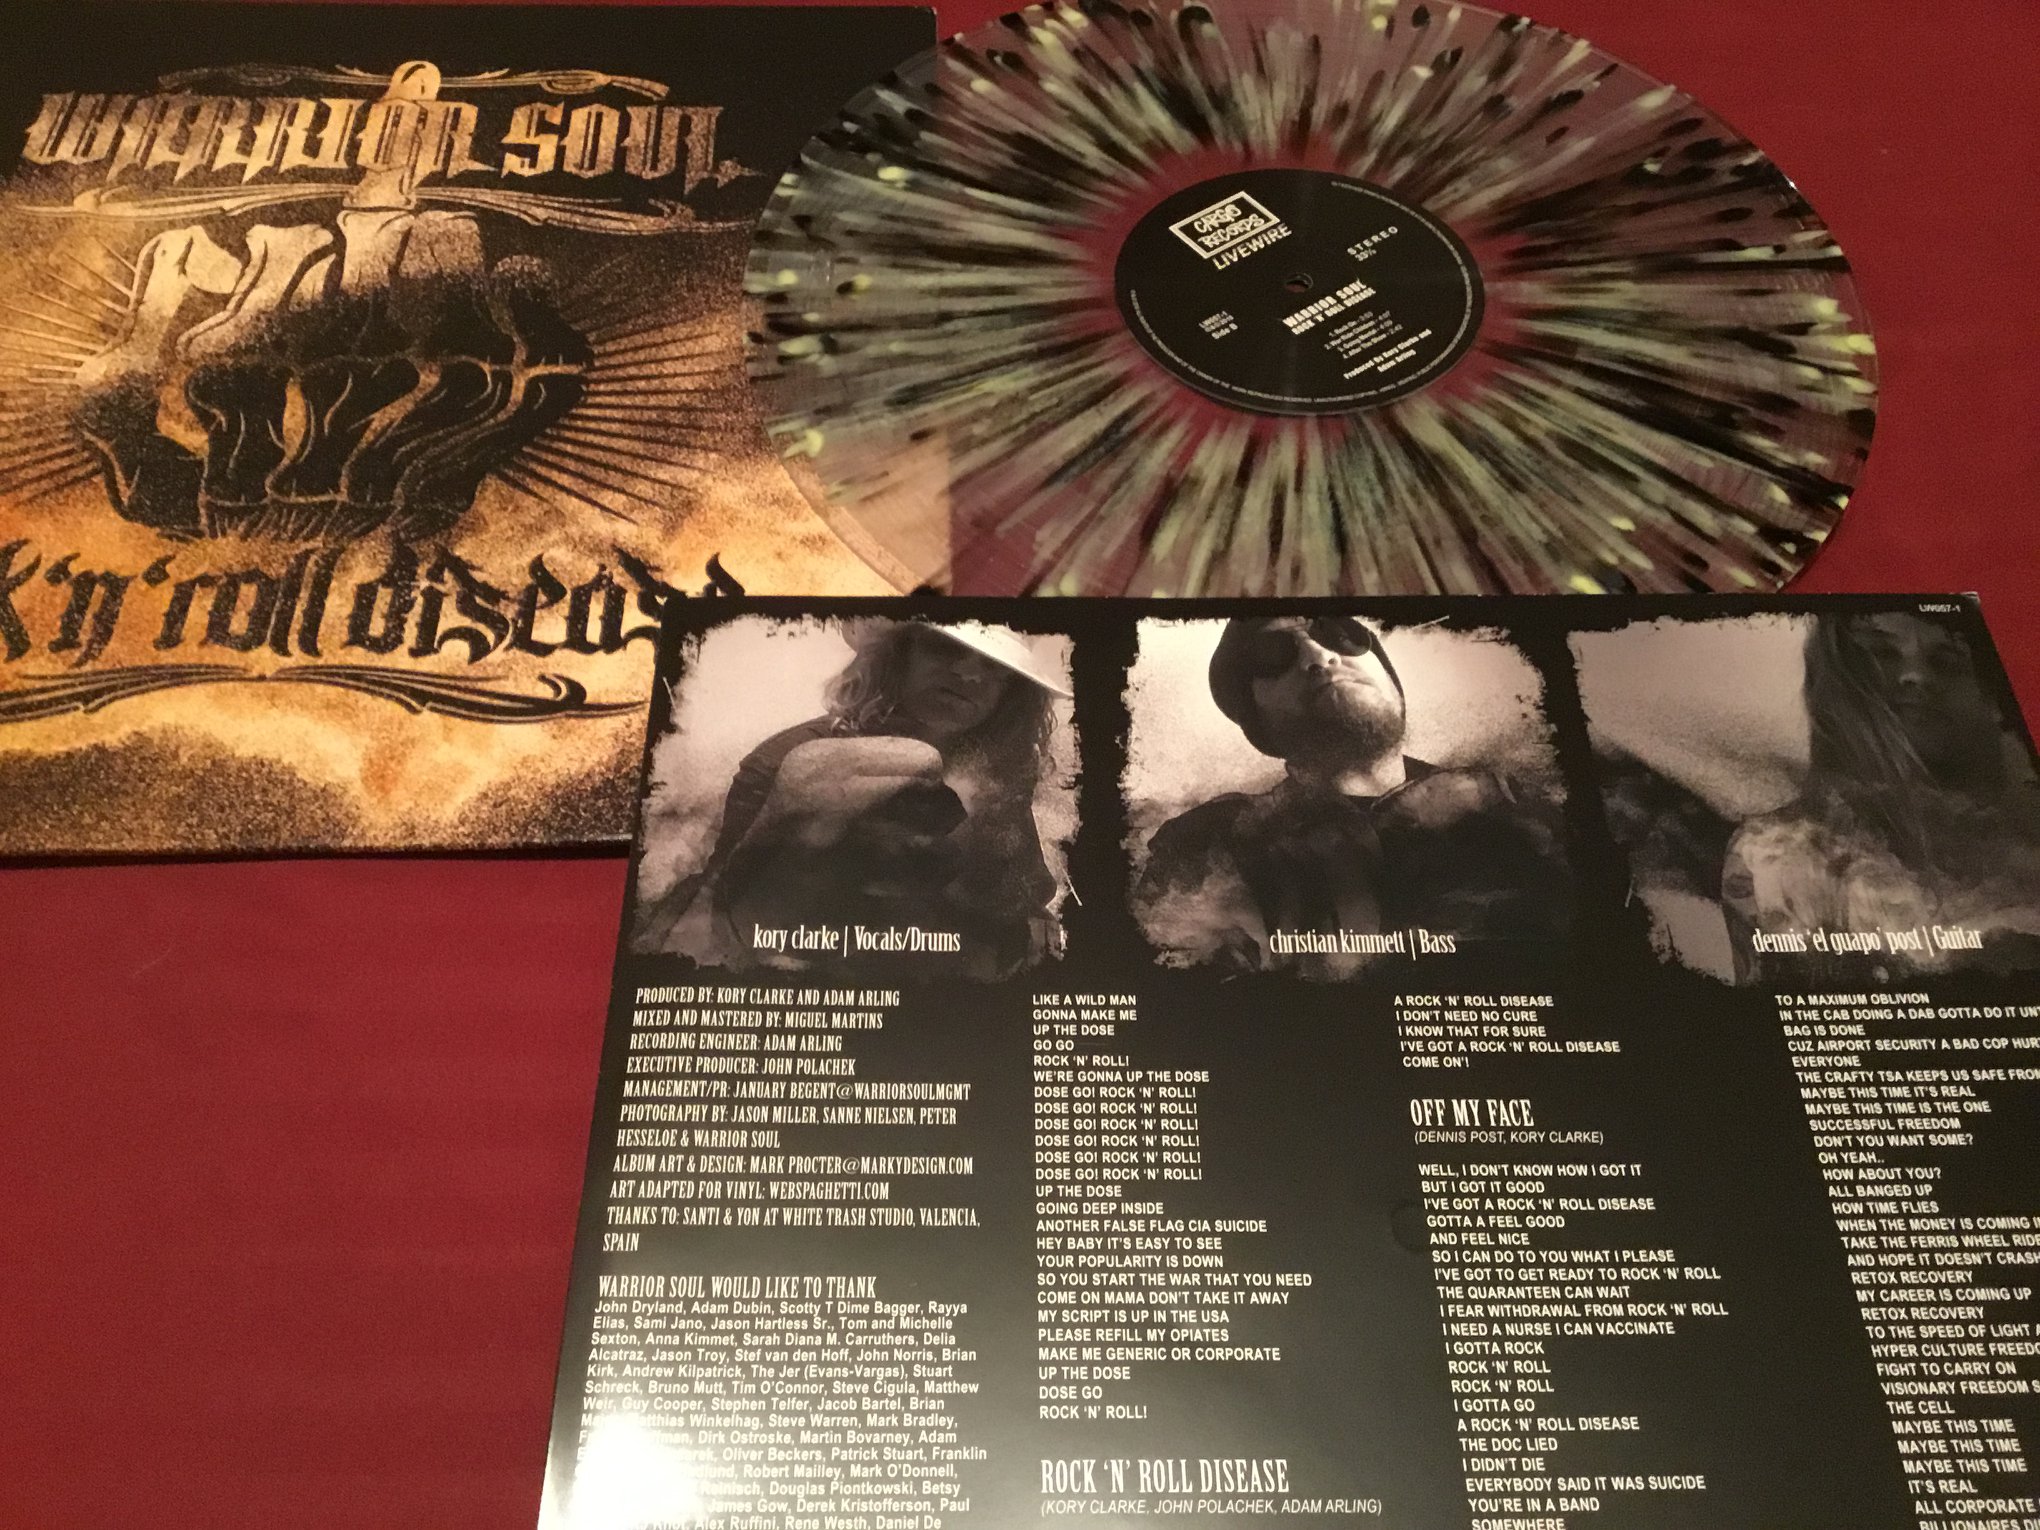 WARRIOR SOUL
'n' roll disease
CARGO
RECORDS
LIVEWIRE
STEREO
33⅓
WARRIOR SOUL
ROCK 'N' ROLL DISEASE
LW057-1
Side B
1. Rock On - 3:50
4. After The Show - 2:42
Produced By Kory Clarke and
Adam Arling
LW057-1
kory clarke | Vocals/Drums
christian kimmett | Bass
dennis 'el guapo' post | Guitar
PRODUCED BY: KORY CLARKE AND ADAM ARLING
MIXED AND MASTERED BY: MIGUEL MARTINS
RECORDING ENGINEER: ADAM ARLING
EXECUTIVE PRODUCER: JOHN POLACHEK
MANAGEMENT/PR: JANUARY BEGENT@WARRIORSOULMGMT
PHOTOGRAPHY BY: JASON MILLER, SANNE NIELSEN, PETER
HESSELOE & WARRIOR SOUL
ALBUM ART & DESIGN: MARK PROCTER@MARKYDESIGN.COM
ART ADAPTED FOR VINYL: WEBSPAGHETTI.COM
THANKS TO: SANTI & YON AT WHITE TRASH STUDIO, VALENCIA,
SPAIN
WARRIOR SOUL WOULD LIKE TO THANK
John Dryland, Adam Dubin, Scotty T Dime Bagger, Rayya
Elias, Sami Jano, Jason Hartless Sr., Tom and Michelle
Sexton, Anna Kimmet, Sarah Diana M. Carruthers, Delia
Alcatraz, Jason Troy, Stef van den Hoff, John Norris, Brian
Kirk, Andrew Kilpatrick, The Jer (Evans-Vargas), Stuart
Schreck, Bruno Mutt, Tim O'Connor, Steve Cigula, Matthew
Weir, Guy Cooper, Stephen Telfer, Jacob Bartel, Brian
Matthias Winkelhag, Steve Warren, Mark Bradley,
Dirk Ostroske, Martin Bovarney, Adam
Oliver Beckers, Patrick Stuart, Franklin
Robert Mailley, Mark O'Donnell,
Douglas Piontkowski, Betsy
James Gow, Derek Kristofferson, Paul
Alex Ruffini, Rene Westh, Daniel De
LIKE A WILD MAN
GONNA MAKE ME
UP THE DOSE
GO GO
ROCK 'N' ROLL!
WE'RE GONNA UP THE DOSE
DOSE GO! ROCK 'N' ROLL!
DOSE GO! ROCK 'N' ROLL!
DOSE GO! ROCK 'N' ROLL!
DOSE GO! ROCK 'N' ROLL!
DOSE GO! ROCK 'N' ROLL!
DOSE GO! ROCK 'N' ROLL!
UP THE DOSE
GOING DEEP INSIDE
ANOTHER FALSE FLAG CIA SUICIDE
HEY BABY IT'S EASY TO SEE
YOUR POPULARITY IS DOWN
SO YOU START THE WAR THAT YOU NEED
COME ON MAMA DON'T TAKE IT AWAY
MY SCRIPT IS UP IN THE USA
PLEASE REFILL MY OPIATES
MAKE ME GENERIC OR CORPORATE
UP THE DOSE
DOSE GO
ROCK 'N' ROLL!
ROCK 'N' ROLL DISEASE
(KORY CLARKE, JOHN POLACHEK, ADAM ARLING)
A ROCK 'N' ROLL DISEASE
I DON'T NEED NO CURE
I KNOW THAT FOR SURE
I'VE GOT A ROCK 'N' ROLL DISEASE
COME ON'!
OFF MY FACE
(DENNIS POST, KORY CLARKE)
WELL, I DON'T KNOW HOW I GOT IT
BUT I GOT IT GOOD
I'VE GOT A ROCK 'N' ROLL DISEASE
GOTTA A FEEL GOOD
AND FEEL NICE
SO I CAN DO TO YOU WHAT I PLEASE
I'VE GOT TO GET READY TO ROCK 'N' ROLL
THE QUARANTEEN CAN WAIT
I FEAR WITHDRAWAL FROM ROCK 'N' ROLL
I NEED A NURSE I CAN VACCINATE
I GOTTA ROCK
ROCK 'N' ROLL
ROCK 'N' ROLL
I GOTTA GO
A ROCK 'N' ROLL DISEASE
THE DOC LIED
I DIDN'T DIE
EVERYBODY SAID IT WAS SUICIDE
YOU'RE IN A BAND
SOMEWHERE
TO A MAXIMUM OBLIVION
IN THE CAB DOING A DAB GOTTA DO IT
BAG IS DONE
CUZ AIRPORT SECURITY A BAD COP
EVERYONE
THE CRAFTY TSA KEEPS US SAFE FROM
MAYBE THIS TIME IT'S REAL
MAYBE THIS TIME IS THE ONE
SUCCESSFUL FREEDOM
DON'T YOU WANT SOME?
OH YEAH..
HOW ABOUT YOU?
ALL BANGED UP
HOW TIME FLIES
WHEN THE MONEY IS COMING
TAKE THE FERRIS WHEEL RIDE
AND HOPE IT DOESN'T CRASH
RETOX RECOVERY
MY CAREER IS COMING UP
RETOX RECOVERY
TO THE SPEED OF LIGHT
HYPER CULTURE
FIGHT TO CARRY ON
VISIONARY FREEDOM
THE CELL
MAYBE THIS TIME
MAYBE THIS TIME
MAYBE THIS TIME
IT'S REAL
ALL CORPORATE
BILLIONAIRES